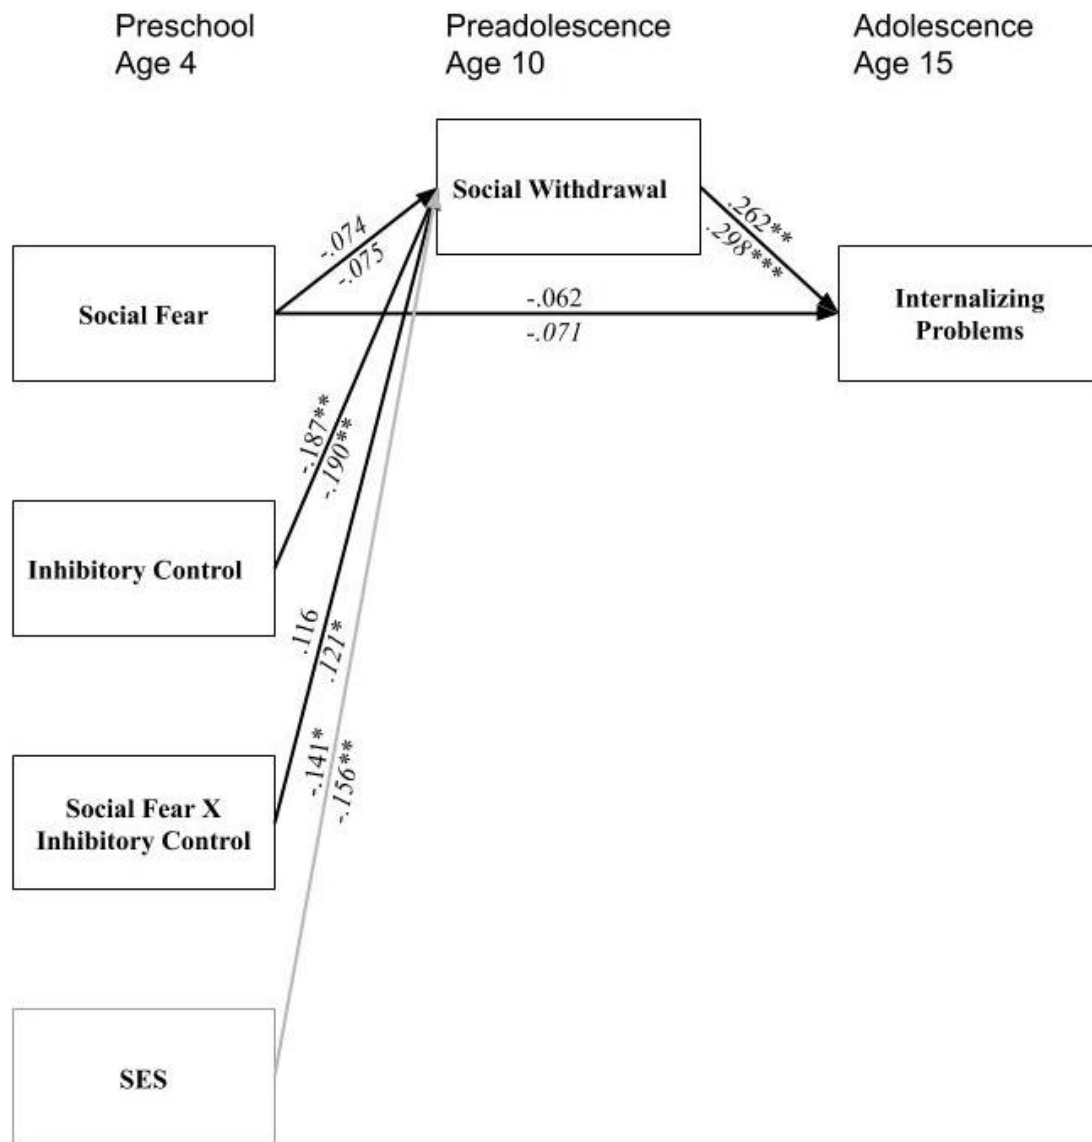 Preschool
Age 4
Preadolescence
Age 10
Adolescence
Age 15
Social Withdrawal
-.074
-.075
.262**
.298***
Social Fear
-.062
-.071
Internalizing
Problems
-.187**
-.190**
Inhibitory Control
.116
.121*
-.141*
-.156**
Social Fear X
Inhibitory Control
SES